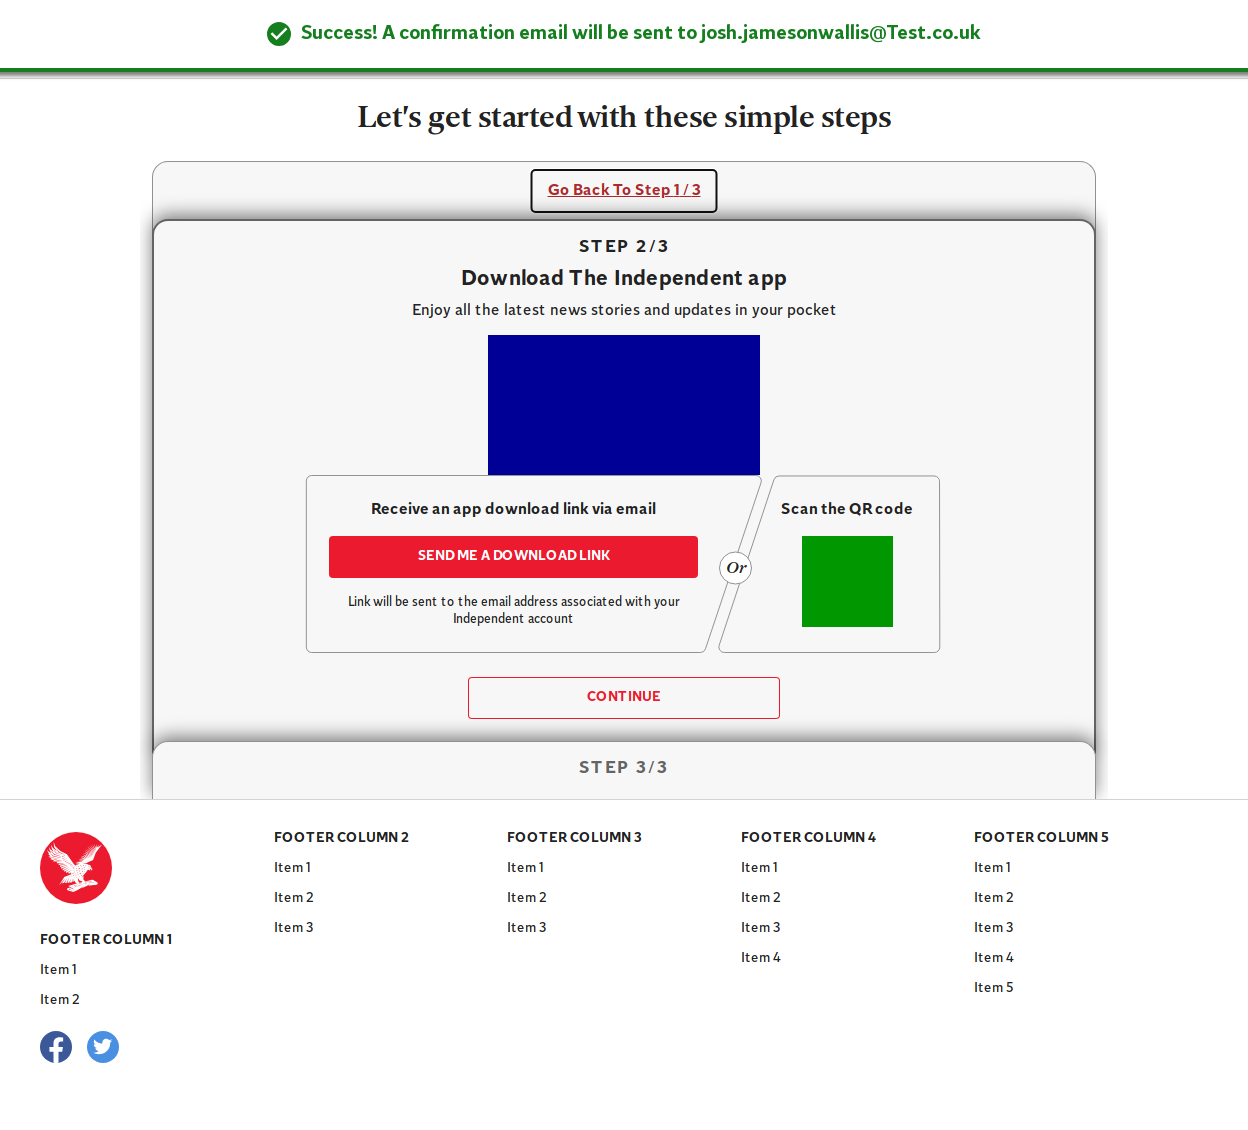 Success! A confirmation email will be sent to josh.jamesonwallis@Test.co.uk
Let's get started with these simple steps
Go Back To Step 1 / 3
STEP 2/3
Download The Independent app
Enjoy all the latest news stories and updates in your pocket
Receive an app download link via email
SEND ME A DOWNLOAD LINK
Link will be sent to the email address associated with your
Independent account
Or
Scan the QR code
CONTINUE
STEP 3/3
FOOTER COLUMN 1
Item 1
Item 2
FOOTER COLUMN 2
Item 1
Item 2
Item 3
FOOTER COLUMN 3
Item 1
Item 2
Item 3
FOOTER COLUMN 4
Item 1
Item 2
Item 3
Item 4
FOOTER COLUMN 5
Item 1
Item 2
Item 3
Item 4
Item 5